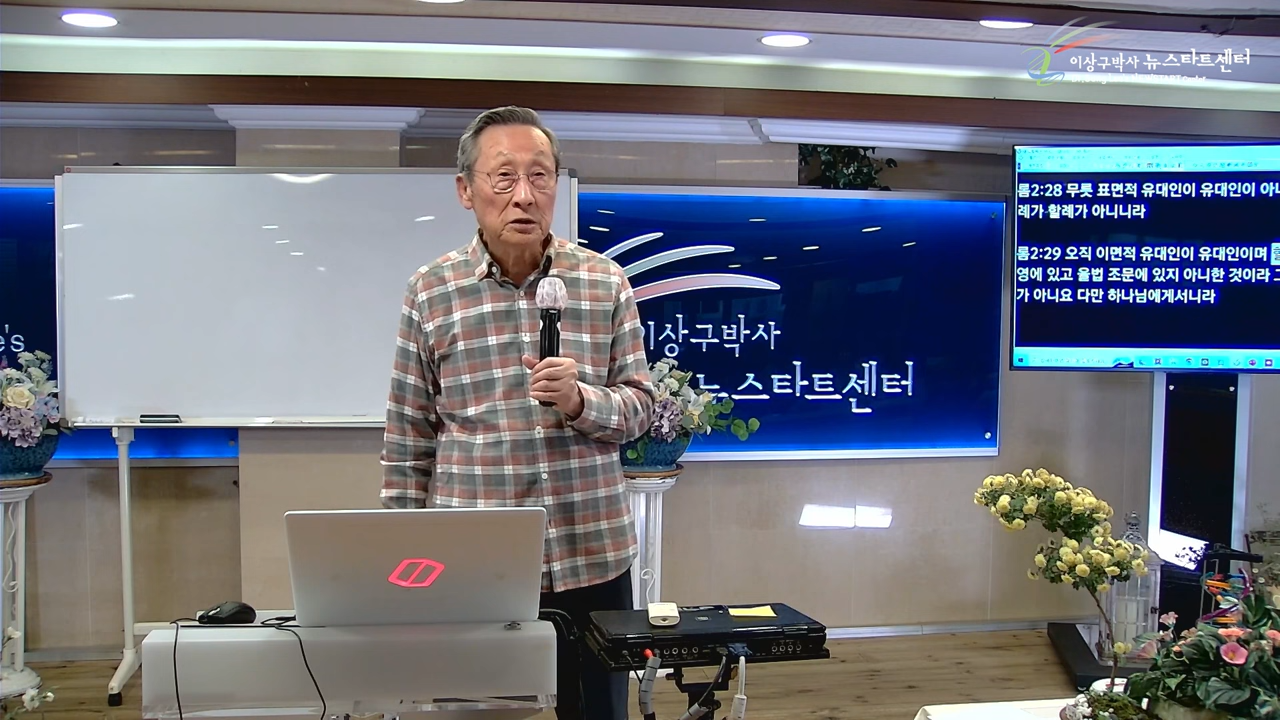 이상구박사 뉴스타트센터
롬2:28 무릇 표면적 유대인이 유대인이 아
례가 할례가 아니니라
롬2:29 오직 이면적 유대인이 유대인이며
영에 있고 율법 조문에 있지 아니한 것이라
가 아니요 다만 하나님에게서니라
e's
이상구박사
뉴스타트센터